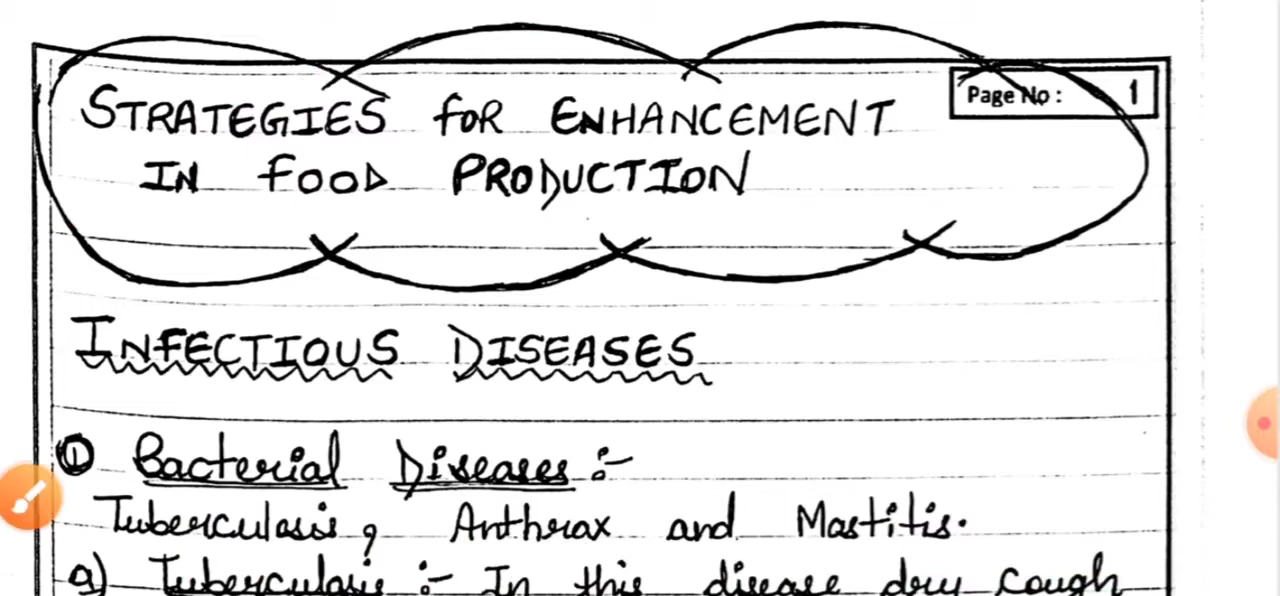 STRATEGIES FOR ENHANCEMENT
IN FOOD PRODUCTION
Page No : 1
INFECTIOUS DISEASES
① Bacterial Diseases :-
Tuberculosis, Anthrax and Mastitis.
a) Tuberculosis :- In this disease dry cough